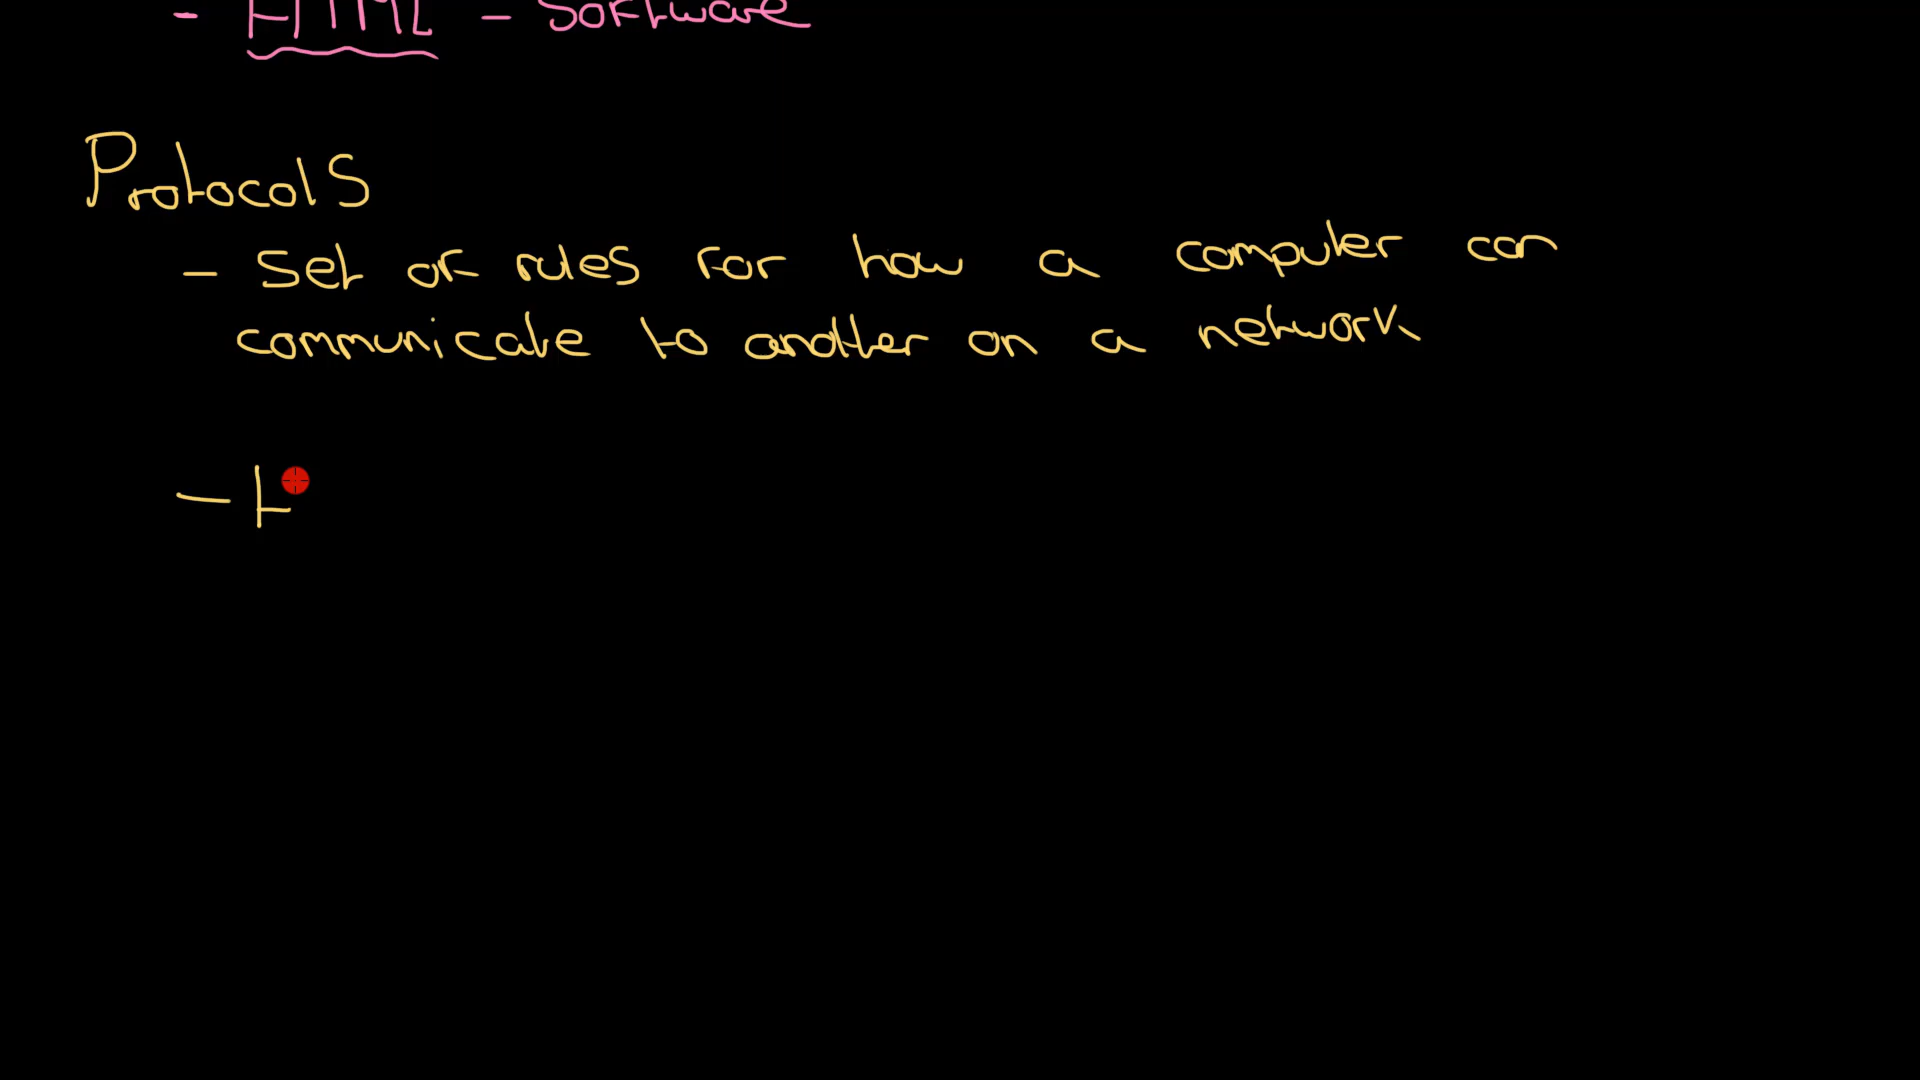 - HTML - Software
Protocols
- Set of rules for how a computer can
communicate to another on a network
-